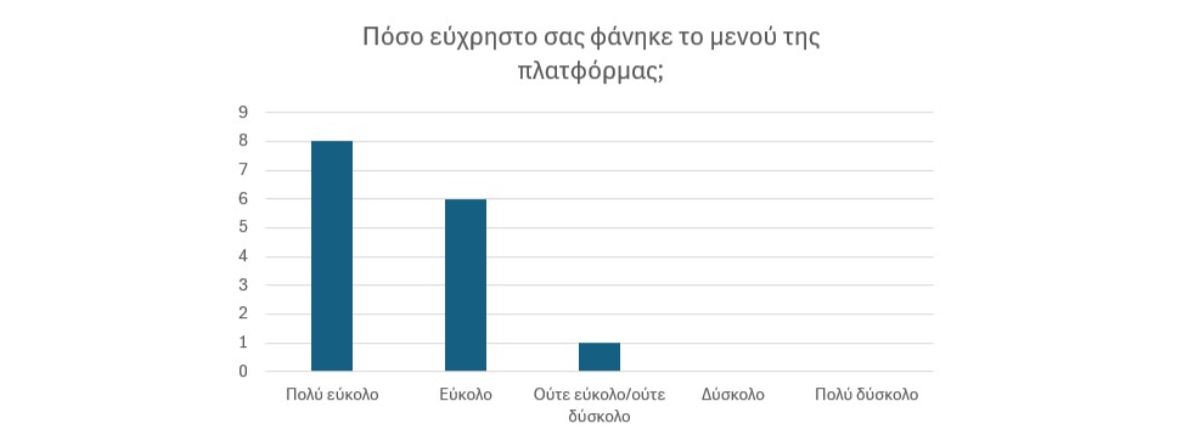 Πόσο εύχρηστο σας φάνηκε το μενού της
πλατφόρμας;
9
8
7
6
5
4
3
2
1
0
Πολύ εύκολο
Εύκολο
Ούτε εύκολο/ούτε
δύσκολο
Δύσκολο
Πολύ δύσκολο